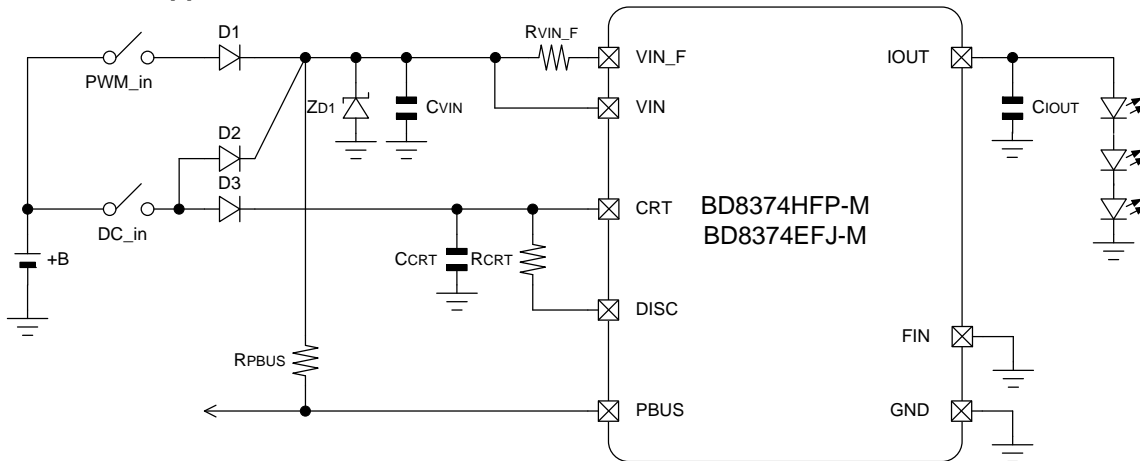 D1
RVIN_F
PWM_in
VIN_F
IOUT
ZD1
CVIN
VIN
CIOUT
D2
D3
DC_in
CRT
BD8374HFP-M
BD8374EFJ-M
+B
CCRT
RCRT
DISC
FIN
RPBUS
PBUS
GND